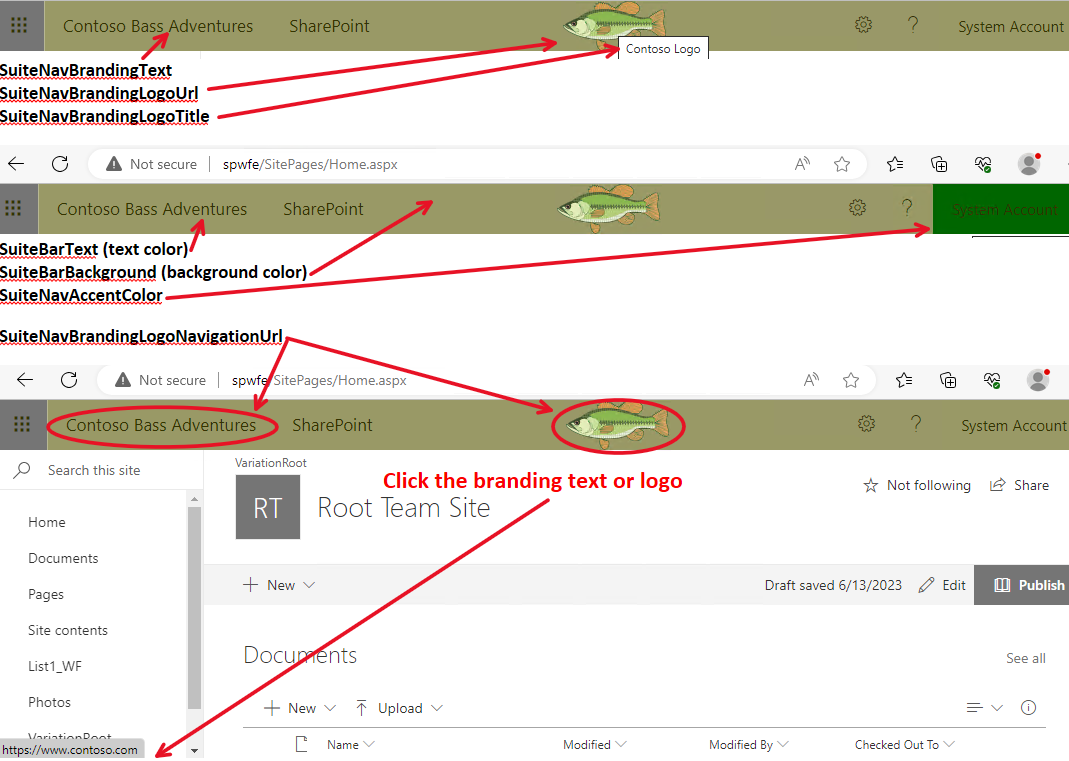 Contoso Bass Adventures SharePoint ? System Account
Contoso Logo
SuiteNavBrandingText
SuiteNavBrandingLogoUrl
SuiteNavBrandingLogoTitle
Not secure | spwfe/SitePages/Home.aspx A
Contoso Bass Adventures SharePoint ? System Account
SuiteBarText (text color)
SuiteBarBackground (background color)
SuiteNavAccentColor
SuiteNavBrandingLogoNavigationUrl
Not secure | spwfe/SitePages/Home.aspx A
Contoso Bass Adventures SharePoint ? System Account
Search this site
VariationRoot
Click the branding text or logo
RT Root Team Site
Not following Share
Home
Documents
Pages
Site contents
List1_WF
Photos
VariationRoot
New Draft saved 6/13/2023 Edit Publish
Documents See all
New Upload
Name Modified Modified By Checked Out To
https://www.contoso.com